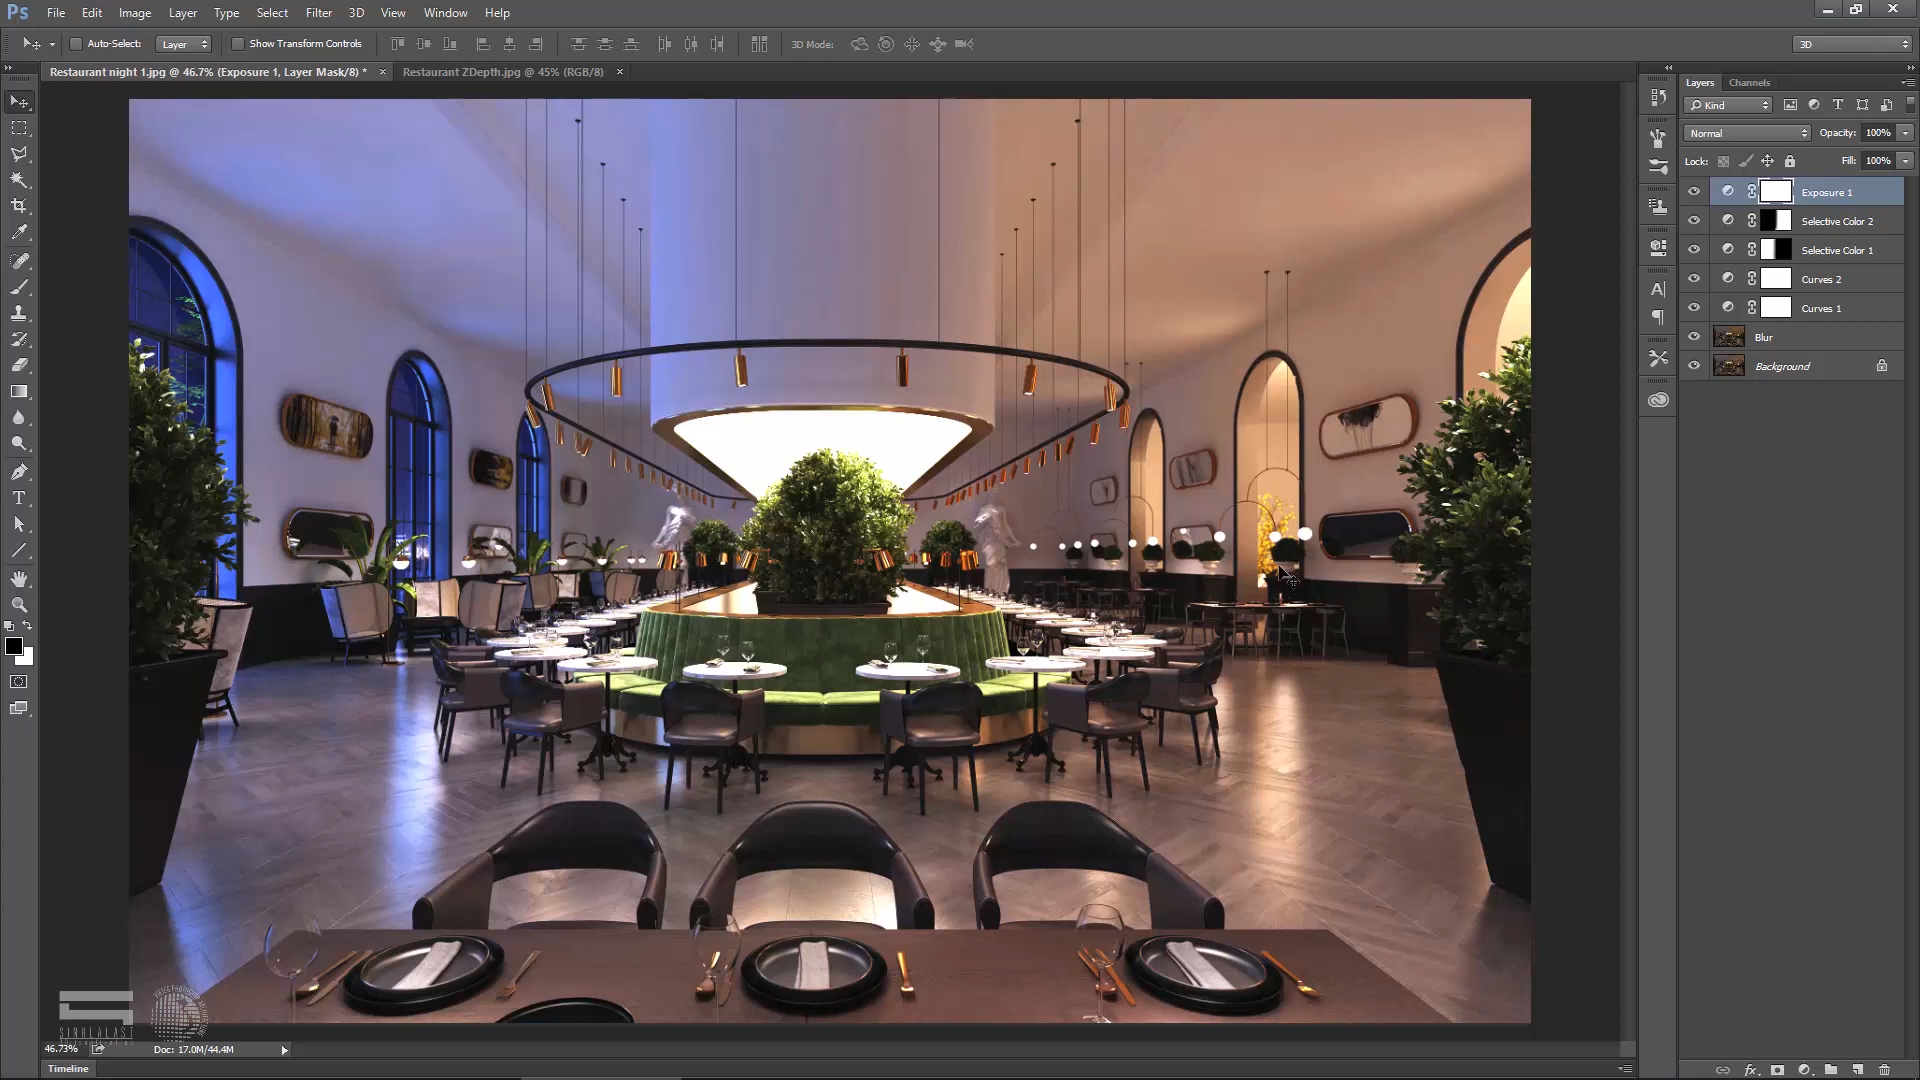 Ps File Edit Image Layer Type Select Filter 3D View Window Help
Auto-Select: Layer Show Transform Controls 3D Mode: 3D
Restaurant night 1.jpg @ 46.7% (Exposure 1, Layer Mask/8) * × Restaurant ZDepth.jpg @ 45% (RGB/8) ×
Layers Channels
Kind
Normal Opacity: 100%
Lock: Fill: 100%
Exposure 1
Selective Color 2
Selective Color 1
Curves 2
Curves 1
Blur
Background
SINHLALAST
46.73% Doc: 17.0M/44.4M
Timeline